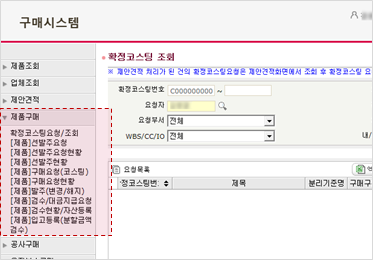 구매시스템
제품조회
업체조회
제안견적
제품구매
확정코스팅요청/조회
[제품]선발주요청
[제품]선발주요청현황
[제품]선발주현황
[제품]구매요청(코스팅)
[제품]구매요청현황
[제품]발주(변경/해지)
[제품]검수/대금지급요청
[제품]검수현황/자산등록
[제품]입고등록(분할금액
검수)
공사구매
확정코스팅 조회
※ 제안견적 처리가 된 건의 확정코스팅요청은 제안견적화면에서 조회 후 확정코스팅 요
확정코스팅번호 C000000000 ~
요청자
요청부서 전체
WBS/CC/IO 전체 내/
요청목록
정코스팅번: 제목 분리기준명 구매구